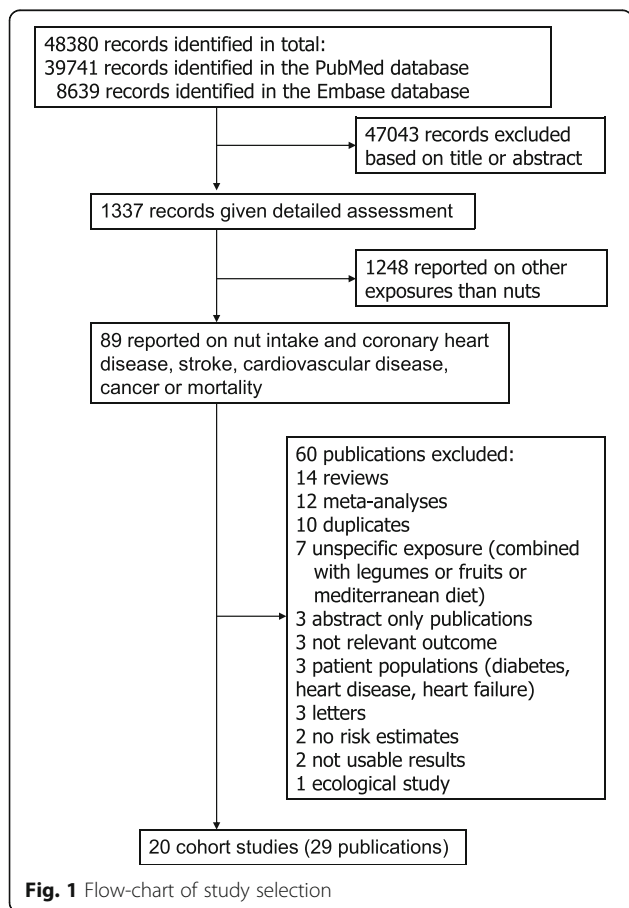 48380 records identified in total:
39741 records identified in the PubMed database
8639 records identified in the Embase database
47043 records excluded
based on title or abstract
1337 records given detailed assessment
1248 reported on other
exposures than nuts
89 reported on nut intake and coronary heart
disease, stroke, cardiovascular disease,
cancer or mortality
60 publications excluded:
14 reviews
12 meta-analyses
10 duplicates
7 unspecific exposure (combined
with legumes or fruits or
mediterranean diet)
3 abstract only publications
3 not relevant outcome
3 patient populations (diabetes,
heart disease, heart failure)
3 letters
2 no risk estimates
2 not usable results
1 ecological study
20 cohort studies (29 publications)
Fig. 1 Flow-chart of study selection